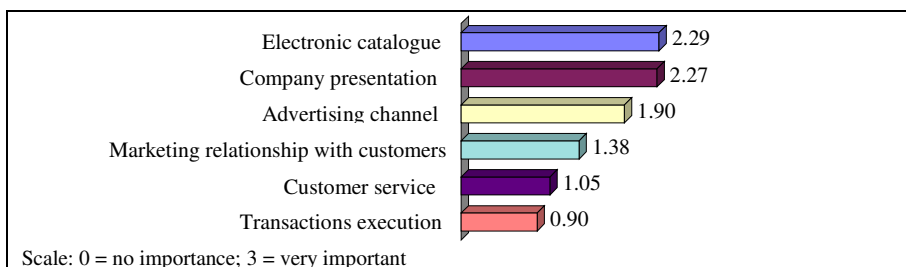 Electronic catalogue 2.29
Company presentation 2.27
Advertising channel 1.90
Marketing relationship with customers 1.38
Customer service 1.05
Transactions execution 0.90
Scale: 0 = no importance; 3 = very important